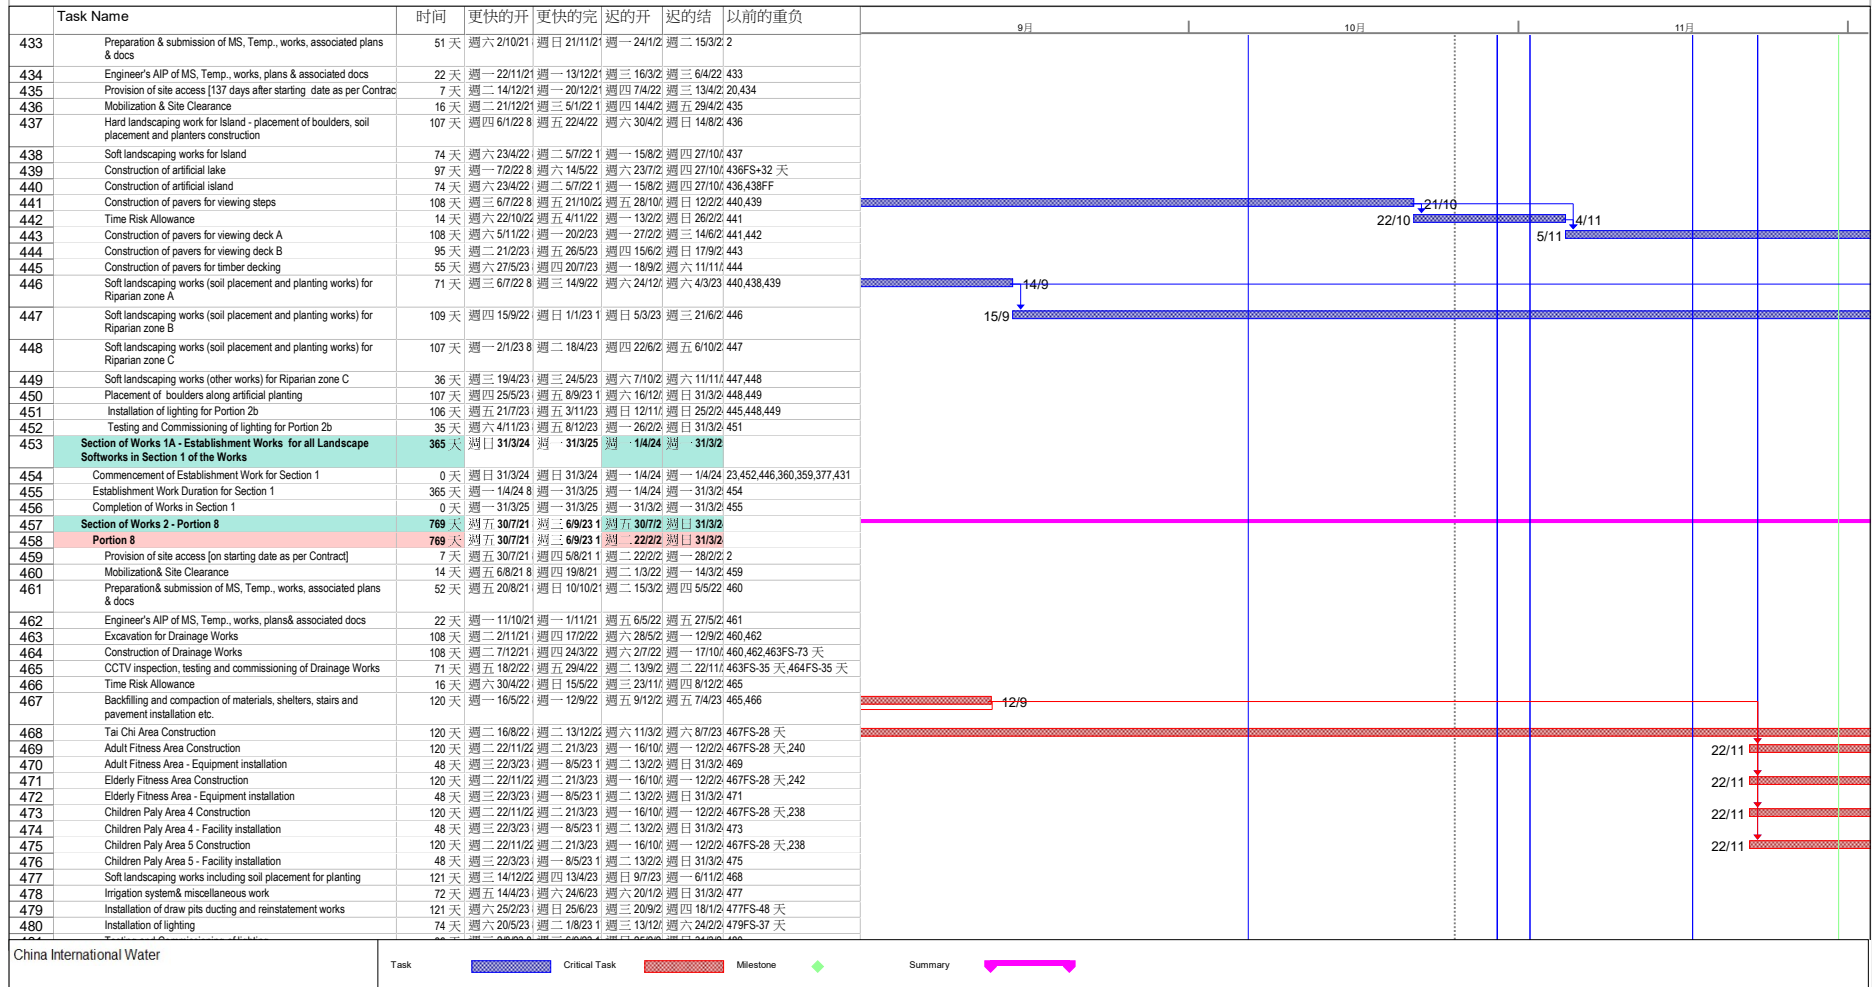 Task Name 时间 更快的开 更快的完 迟的开 迟的结 以前的重负
9月 10月 11月
433 Preparation & submission of MS, Temp., works, associated plans 51 天 週六 2/10/21 週日 21/11/21 週一 24/1/2 週二 15/3/2 2
& docs
434 Engineer's AIP of MS, Temp., works, plans & associated docs 22 天 週一 22/11/21 週一 13/12/21 週三 16/3/2 週三 6/4/22 433
435 Provision of site access [137 days after starting date as per Contrac 7 天 週二 14/12/21 週一 20/12/21 週四 7/4/22 週三 13/4/2 20,434
436 Mobilization & Site Clearance 16 天 週二 21/12/21 週三 5/1/22 1 週四 14/4/2 週五 29/4/2 435
437 Hard landscaping work for Island - placement of boulders, soil 107 天 週四 6/1/22 8 週五 22/4/22 週六 30/4/2 週日 14/8/2 436
placement and planters construction
438 Soft landscaping works for Island 74 天 週六 23/4/22 週二 5/7/22 1 週一 15/8/2 週四 27/10/ 437
439 Construction of artificial lake 97 天 週一 7/2/22 8 週六 14/5/22 週六 23/7/2 週四 27/10/ 436FS+32 天
440 Construction of artificial island 74 天 週六 23/4/22 週二 5/7/22 1 週一 15/8/2 週四 27/10/ 436,438FF
441 Construction of pavers for viewing steps 108 天 週三 6/7/22 8 週五 21/10/22 週五 28/10/ 週日 12/2/2 440,439 21/10
442 Time Risk Allowance 14 天 週六 22/10/22 週五 4/11/22 週一 13/2/2 週日 26/2/2 441 22/10 4/11
443 Construction of pavers for viewing deck A 108 天 週六 5/11/22 週一 20/2/23 週一 27/2/2 週三 14/6/2 441,442 5/11
444 Construction of pavers for viewing deck B 95 天 週二 21/2/23 週五 26/5/23 週四 15/6/2 週日 17/9/2 443
445 Construction of pavers for timber decking 55 天 週六 27/5/23 週四 20/7/23 週一 18/9/2 週六 11/11/ 444
446 Soft landscaping works (soil placement and planting works) for 71 天 週三 6/7/22 8 週三 14/9/22 週六 24/12/ 週六 4/3/23 440,438,439 14/9
Riparian zone A
447 Soft landscaping works (soil placement and planting works) for 109 天 週四 15/9/22 週日 1/1/23 1 週日 5/3/23 週三 21/6/2 446 15/9
Riparian zone B
448 Soft landscaping works (soil placement and planting works) for 107 天 週一 2/1/23 8 週二 18/4/23 週四 22/6/2 週五 6/10/2 447
Riparian zone C
449 Soft landscaping works (other works) for Riparian zone C 36 天 週三 19/4/23 週三 24/5/23 週六 7/10/2 週六 11/11/ 447,448
450 Placement of boulders along artificial planting 107 天 週四 25/5/23 週五 8/9/23 1 週六 16/12/ 週日 31/3/2 448,449
451 Installation of lighting for Portion 2b 106 天 週五 21/7/23 週五 3/11/23 週日 12/11/ 週日 25/2/2 445,448,449
452 Testing and Commissioning of lighting for Portion 2b 35 天 週六 4/11/23 週五 8/12/23 週一 26/2/2 週日 31/3/2 451
453 Section of Works 1A - Establishment Works for all Landscape 365 天 週日 31/3/24 週一 31/3/25 週一 1/4/24 週一 31/3/2
Softworks in Section 1 of the Works
454 Commencement of Establishment Work for Section 1 0 天 週日 31/3/24 週日 31/3/24 週一 1/4/24 週一 1/4/24 23,452,446,360,359,377,431
455 Establishment Work Duration for Section 1 365 天 週一 1/4/24 8 週一 31/3/25 週一 1/4/24 週一 31/3/2 454
456 Completion of Works in Section 1 0 天 週一 31/3/25 週一 31/3/25 週一 31/3/2 週一 31/3/2 455
457 Section of Works 2 - Portion 8 769 天 週五 30/7/21 週三 6/9/23 1 週五 30/7/2 週日 31/3/2
458 Portion 8 769 天 週五 30/7/21 週三 6/9/23 1 週二 22/2/2 週日 31/3/2
459 Provision of site access [on starting date as per Contract] 7 天 週五 30/7/21 週四 5/8/21 1 週二 22/2/2 週一 28/2/2 2
460 Mobilization& Site Clearance 14 天 週五 6/8/21 8 週四 19/8/21 週二 1/3/22 週一 14/3/2 459
461 Preparation& submission of MS, Temp., works, associated plans 52 天 週五 20/8/21 週日 10/10/21 週二 15/3/2 週四 5/5/22 460
& docs
462 Engineer's AIP of MS, Temp., works, plans& associated docs 22 天 週一 11/10/21 週一 1/11/21 週五 6/5/22 週五 27/5/2 461
463 Excavation for Drainage Works 108 天 週二 2/11/21 週四 17/2/22 週六 28/5/2 週一 12/9/2 460,462
464 Construction of Drainage Works 108 天 週二 7/12/21 週四 24/3/22 週六 2/7/22 週一 17/10/ 460,462,463FS-73 天
465 CCTV inspection, testing and commissioning of Drainage Works 71 天 週五 18/2/22 週五 29/4/22 週二 13/9/2 週二 22/11/ 463FS-35 天,464FS-35 天
466 Time Risk Allowance 16 天 週六 30/4/22 週日 15/5/22 週三 23/11/ 週四 8/12/2 465
467 Backfilling and compaction of materials, shelters, stairs and 120 天 週一 16/5/22 週一 12/9/22 週五 9/12/2 週五 7/4/23 465,466 12/9
pavement installation etc.
468 Tai Chi Area Construction 120 天 週二 16/8/22 週二 13/12/22 週六 11/3/2 週六 8/7/23 467FS-28 天
469 Adult Fitness Area Construction 120 天 週二 22/11/22 週二 21/3/23 週一 16/10/ 週一 12/2/2 467FS-28 天,240 22/11
470 Adult Fitness Area - Equipment installation 48 天 週三 22/3/23 週一 8/5/23 1 週二 13/2/2 週日 31/3/2 469
471 Elderly Fitness Area Construction 120 天 週二 22/11/22 週二 21/3/23 週一 16/10/ 週一 12/2/2 467FS-28 天,242 22/11
472 Elderly Fitness Area - Equipment installation 48 天 週三 22/3/23 週一 8/5/23 1 週二 13/2/2 週日 31/3/2 471
473 Children Paly Area 4 Construction 120 天 週二 22/11/22 週二 21/3/23 週一 16/10/ 週一 12/2/2 467FS-28 天,238 22/11
474 Children Paly Area 4 - Facility installation 48 天 週三 22/3/23 週一 8/5/23 1 週二 13/2/2 週日 31/3/2 473
475 Children Paly Area 5 Construction 120 天 週二 22/11/22 週二 21/3/23 週一 16/10/ 週一 12/2/2 467FS-28 天,238 22/11
476 Children Paly Area 5 - Facility installation 48 天 週三 22/3/23 週一 8/5/23 1 週二 13/2/2 週日 31/3/2 475
477 Soft landscaping works including soil placement for planting 121 天 週三 14/12/22 週四 13/4/23 週日 9/7/23 週一 6/11/2 468
478 Irrigation system& miscellaneous work 72 天 週五 14/4/23 週六 24/6/23 週六 20/1/2 週日 31/3/2 477
479 Installation of draw pits ducting and reinstatement works 121 天 週六 25/2/23 週日 25/6/23 週三 20/9/2 週四 18/1/2 477FS-48 天
480 Installation of lighting 74 天 週六 20/5/23 週二 1/8/23 1 週三 13/12/ 週六 24/2/2 479FS-37 天
China International Water Task Critical Task Milestone Summary